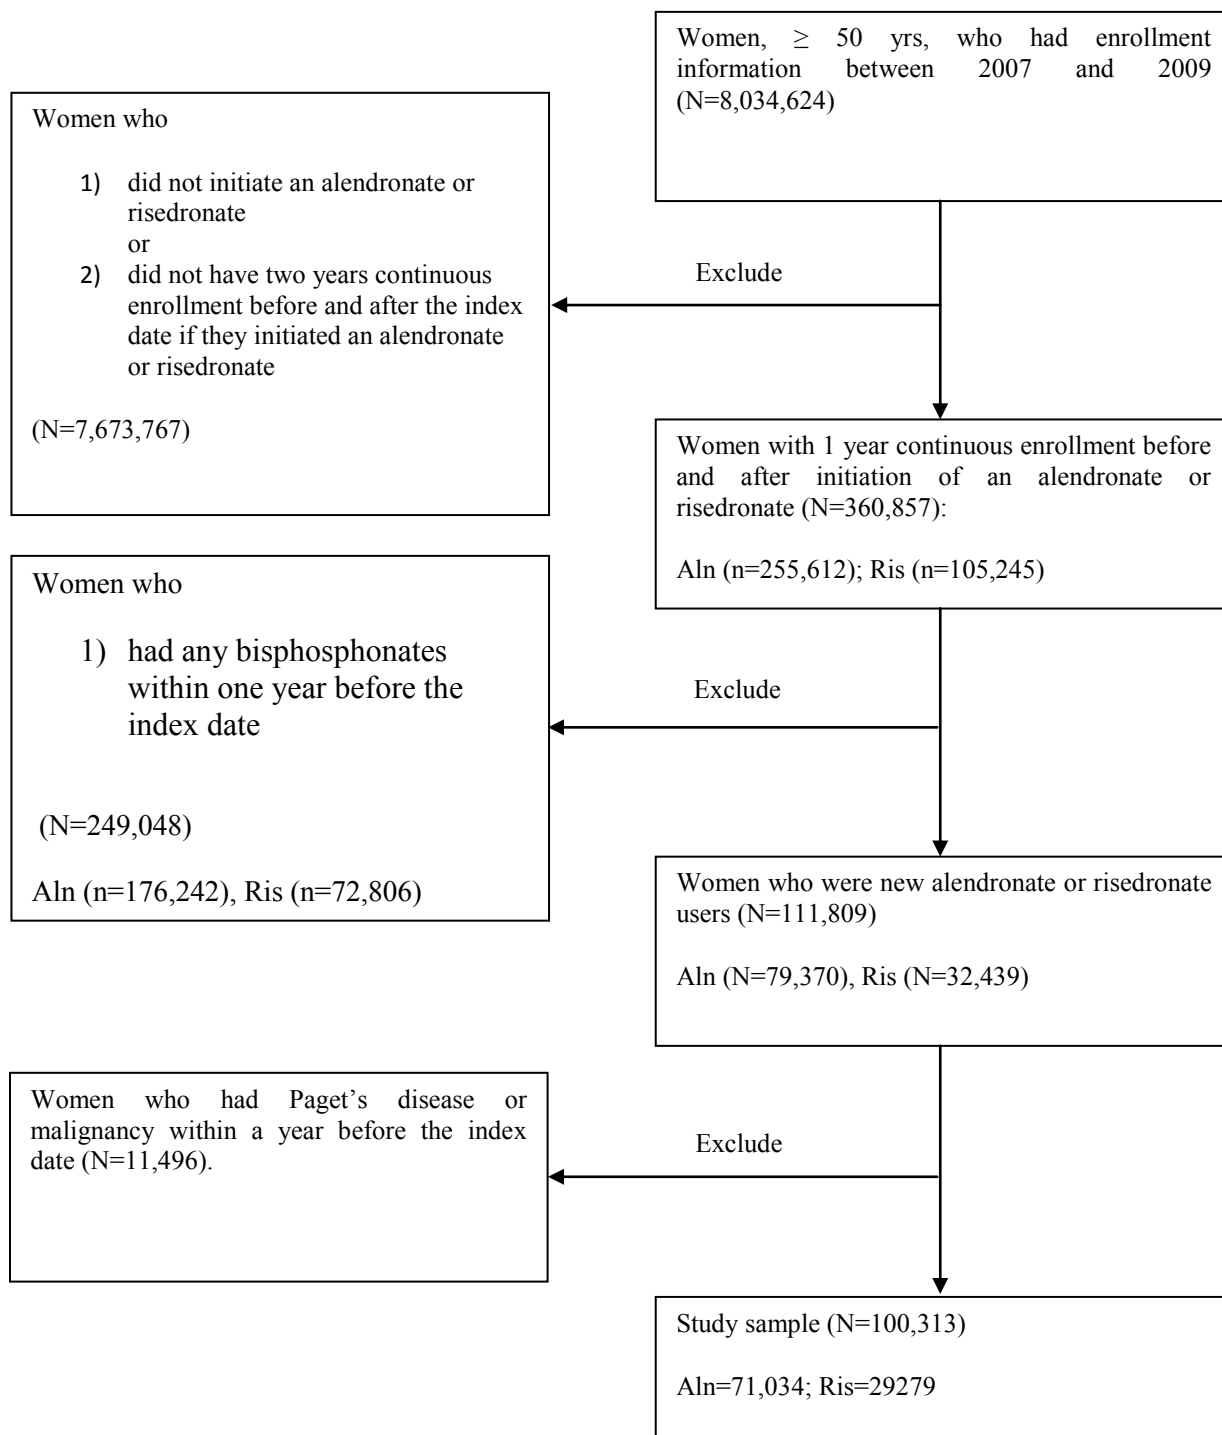 Women, ≥ 50 yrs, who had enrollment
information between 2007 and 2009
(N=8,034,624)
Women who
1) did not initiate an alendronate or
risedronate
or
2) did not have two years continuous
enrollment before and after the index
date if they initiated an alendronate
or risedronate
(N=7,673,767)
Exclude
Women with 1 year continuous enrollment before
and after initiation of an alendronate or
risedronate (N=360,857):
Aln (n=255,612); Ris (n=105,245)
Women who
1) had any bisphosphonates
within one year before the
index date
(N=249,048)
Aln (n=176,242), Ris (n=72,806)
Exclude
Women who were new alendronate or risedronate
users (N=111,809)
Aln (N=79,370), Ris (N=32,439)
Women who had Paget’s disease or
malignancy within a year before the index
date (N=11,496).
Exclude
Study sample (N=100,313)
Aln=71,034; Ris=29279